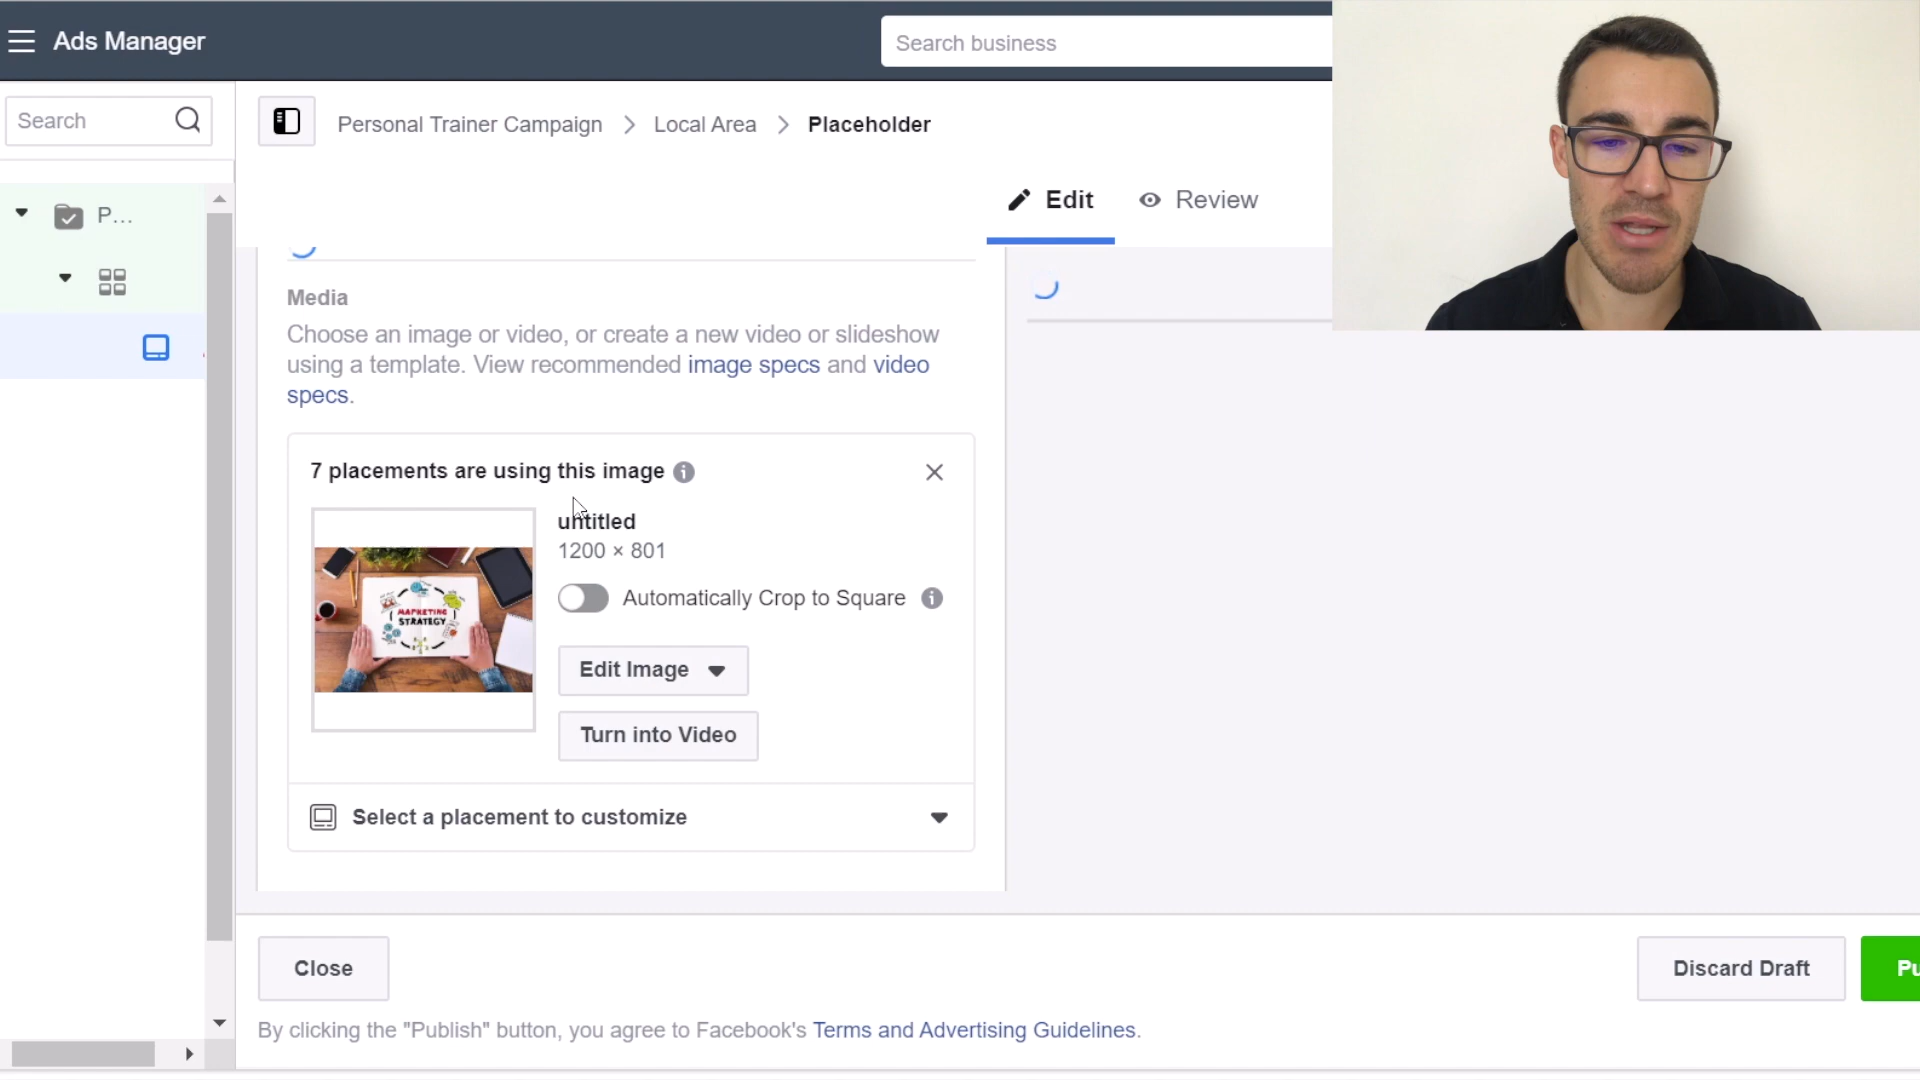 Ads Manager
Search business
Search
Personal Trainer Campaign > Local Area > Placeholder
P...
Edit
Review
Media
Choose an image or video, or create a new video or slideshow
using a template. View recommended image specs and video
specs.
7 placements are using this image
untitled
1200 × 801
MARKETING
STRATEGY
Automatically Crop to Square
Edit Image
Turn into Video
Select a placement to customize
Close
Discard Draft
Pu
By clicking the "Publish" button, you agree to Facebook's Terms and Advertising Guidelines.